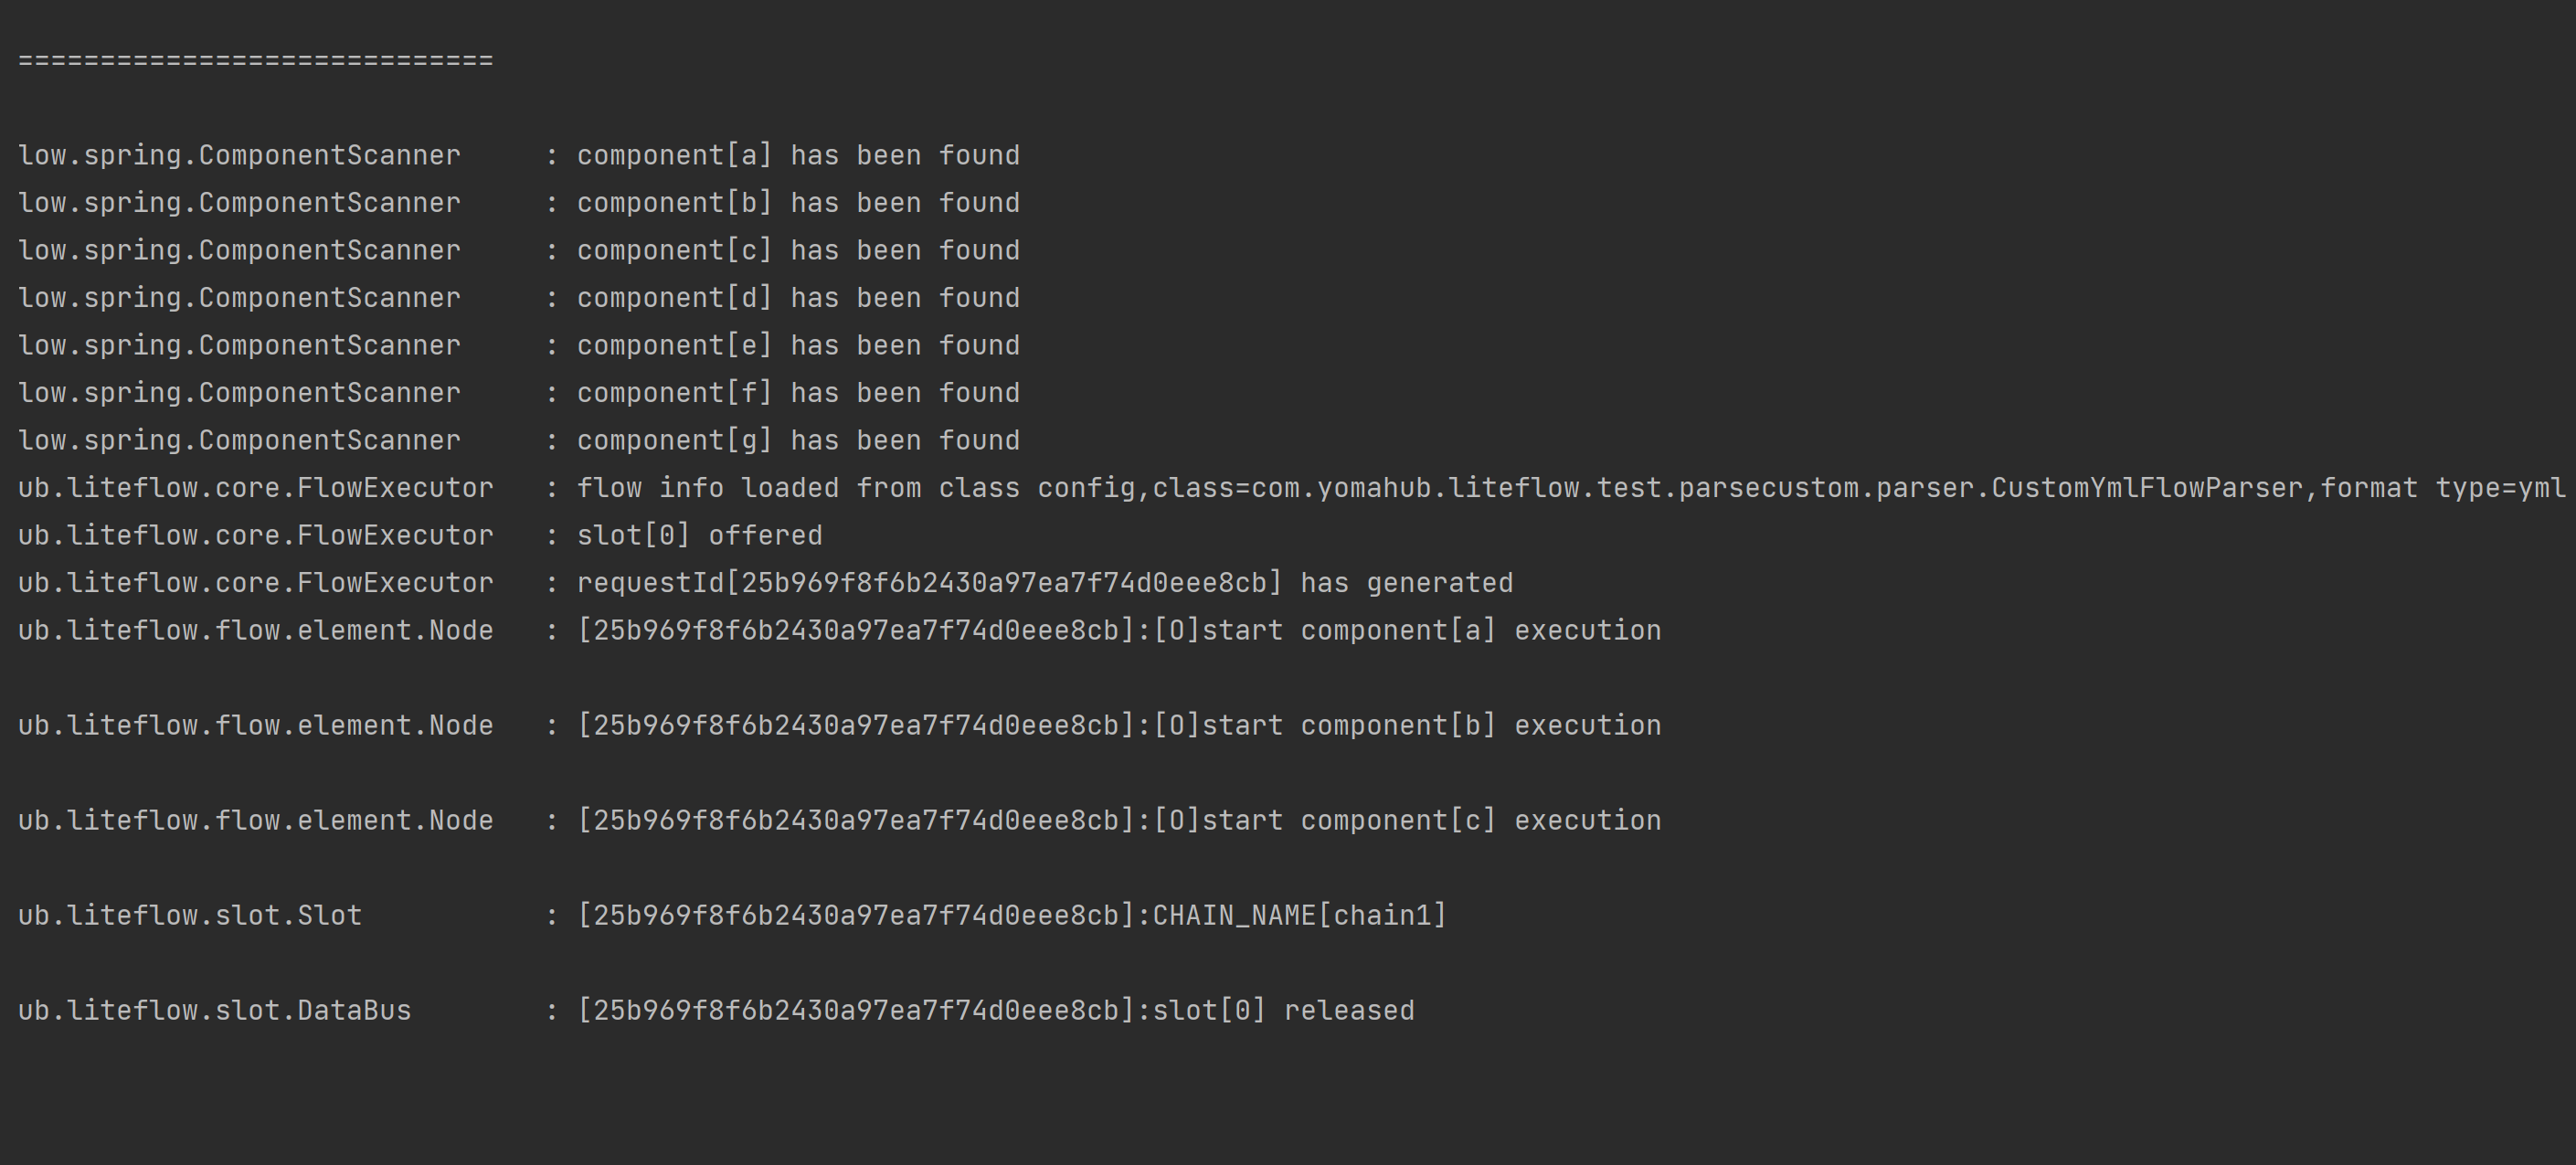 =============================
low.spring.ComponentScanner : component[a] has been found
low.spring.ComponentScanner : component[b] has been found
low.spring.ComponentScanner : component[c] has been found
low.spring.ComponentScanner : component[d] has been found
low.spring.ComponentScanner : component[e] has been found
low.spring.ComponentScanner : component[f] has been found
low.spring.ComponentScanner : component[g] has been found
ub.liteflow.core.FlowExecutor : flow info loaded from class config,class=com.yomahub.liteflow.test.parsecustom.parser.CustomYmlFlowParser,format type=yml
ub.liteflow.core.FlowExecutor : slot[0] offered
ub.liteflow.core.FlowExecutor : requestId[25b969f8f6b2430a97ea7f74d0eee8cb] has generated
ub.liteflow.flow.element.Node : [25b969f8f6b2430a97ea7f74d0eee8cb]:[O]start component[a] execution
ub.liteflow.flow.element.Node : [25b969f8f6b2430a97ea7f74d0eee8cb]:[O]start component[b] execution
ub.liteflow.flow.element.Node : [25b969f8f6b2430a97ea7f74d0eee8cb]:[O]start component[c] execution
ub.liteflow.slot.Slot : [25b969f8f6b2430a97ea7f74d0eee8cb]:CHAIN_NAME[chain1]
ub.liteflow.slot.DataBus : [25b969f8f6b2430a97ea7f74d0eee8cb]:slot[0] released